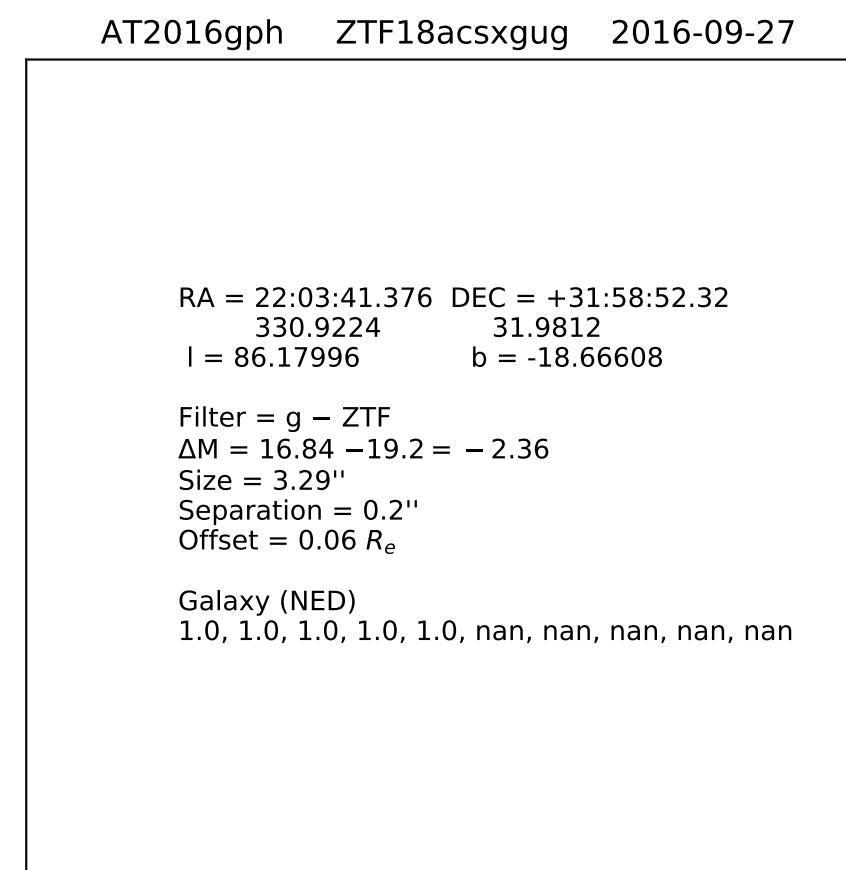 AT2016gph ZTF18acsxgug 2016-09-27
RA = 22:03:41.376 DEC = +31:58:52.32
330.9224 31.9812
l = 86.17996 b = -18.66608
Filter = g − ZTF
ΔM = 16.84 −19.2 = − 2.36
Size = 3.29''
Separation = 0.2''
Offset = 0.06 Re
Galaxy (NED)
1.0, 1.0, 1.0, 1.0, 1.0, nan, nan, nan, nan, nan